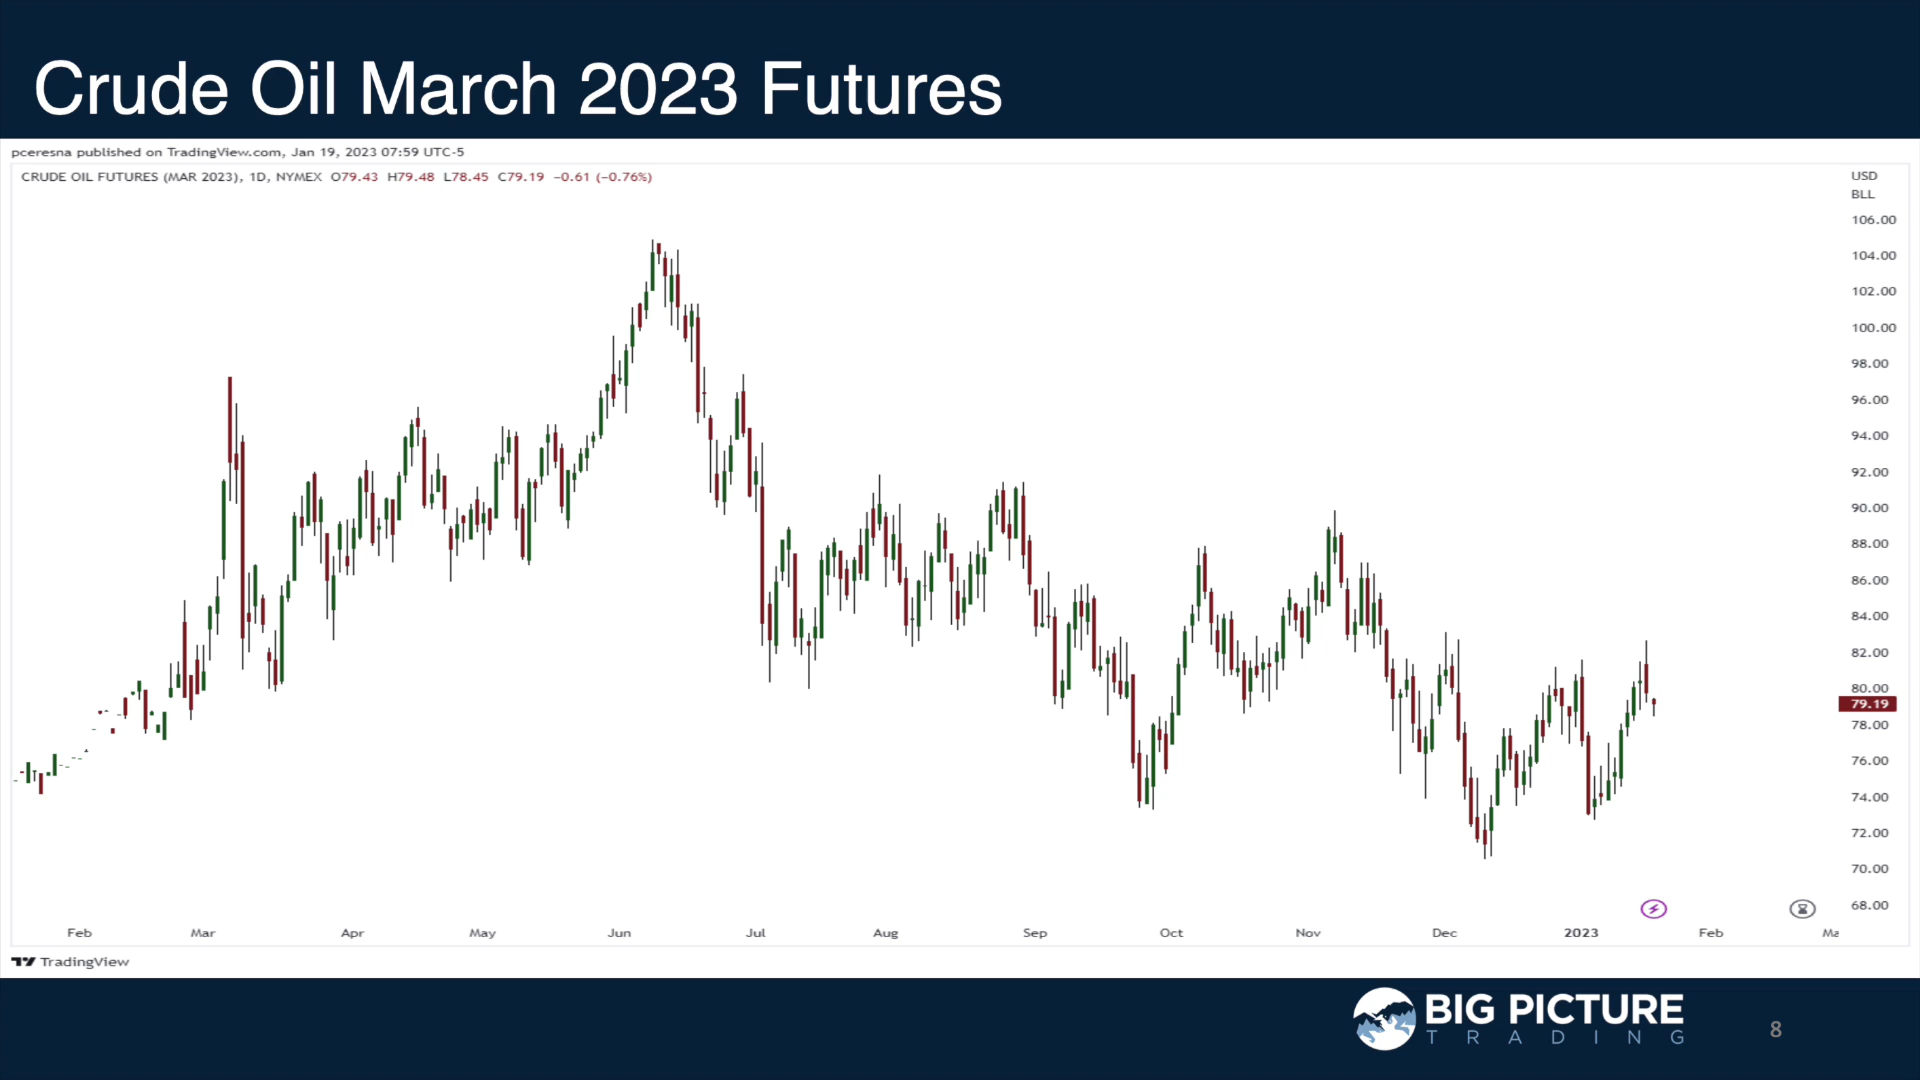 Crude Oil March 2023 Futures
pceresna published on TradingView.com, Jan 19, 2023 07:59 UTC-5
CRUDE OIL FUTURES (MAR 2023), 1D, NYMEX O79.43 H79.48 L78.45 C79.19 −0.61 (−0.76%)
USD
BLL
106.00
104.00
102.00
100.00
98.00
96.00
94.00
92.00
90.00
88.00
86.00
84.00
82.00
80.00
79.19
78.00
76.00
74.00
72.00
70.00
68.00
Feb Mar Apr May Jun Jul Aug Sep Oct Nov Dec 2023 Feb Ma
TradingView
BIG PICTURE
TRADING
8